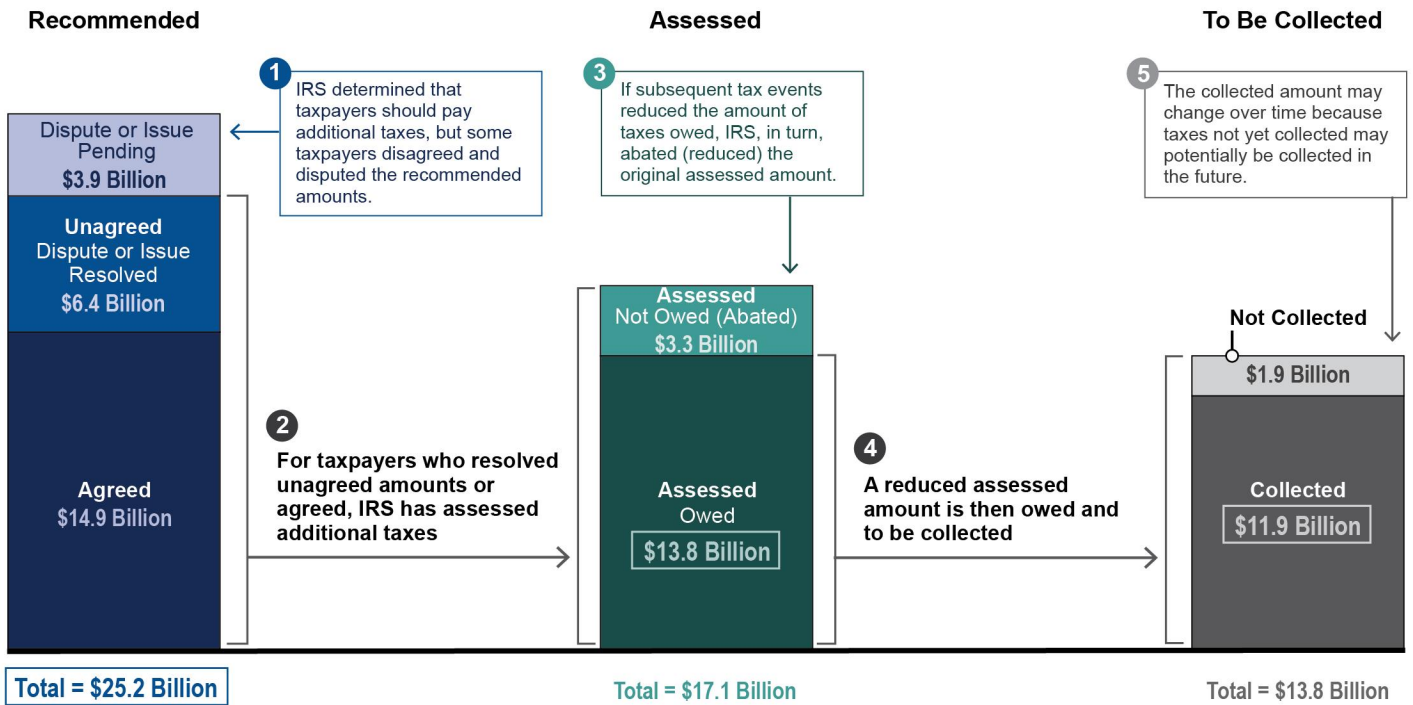 Recommended
Assessed
To Be Collected
1
IRS determined that
taxpayers should pay
additional taxes, but some
taxpayers disagreed and
disputed the recommended
amounts.
3
If subsequent tax events
reduced the amount of
taxes owed, IRS, in turn,
abated (reduced) the
original assessed amount.
5
The collected amount may
change over time because
taxes not yet collected may
potentially be collected in
the future.
Dispute or Issue
Pending
$3.9 Billion
Unagreed
Dispute or Issue
Resolved
$6.4 Billion
Agreed
$14.9 Billion
2
For taxpayers who resolved
unagreed amounts or
agreed, IRS has assessed
additional taxes
Assessed
Not Owed (Abated)
$3.3 Billion
Assessed
Owed
$13.8 Billion
4
A reduced assessed
amount is then owed and
to be collected
Not Collected
$1.9 Billion
Collected
$11.9 Billion
Total = $25.2 Billion
Total = $17.1 Billion
Total = $13.8 Billion